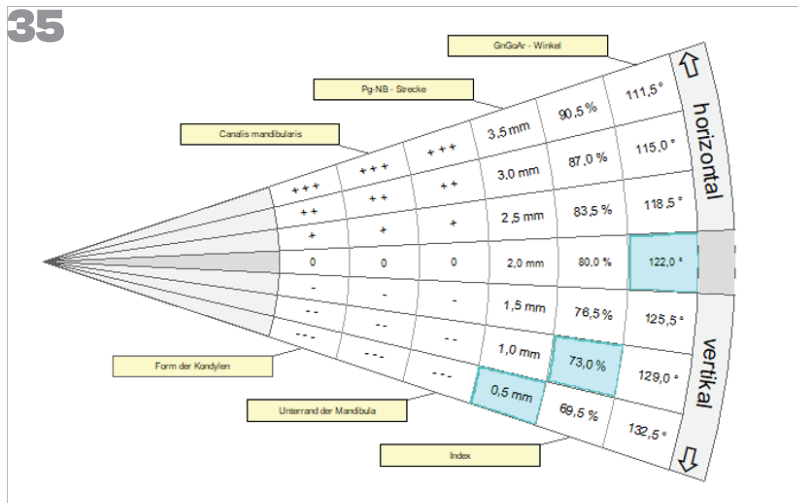 35
GnGoAr - Winkel
Pg-NB - Strecke
Canalis mandibularis
+++ +++ +++ 3,5 mm 90,5 % 111,5°
++ ++ ++ 3,0 mm 87,0 % 115,0°
+ + + 2,5 mm 83,5 % 118,5°
0 0 0 2,0 mm 80,0 % 122,0°
- - - 1,5 mm 76,5 % 125,5°
-- -- -- 1,0 mm 73,0 % 129,0°
--- --- --- 0,5 mm 69,5 % 132,5°
horizontal
vertikal
Form der Kondylen
Unterrand der Mandibula
Index